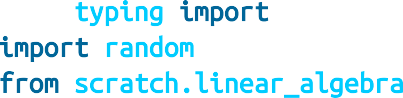 typing import
import random
from scratch.linear_algebra